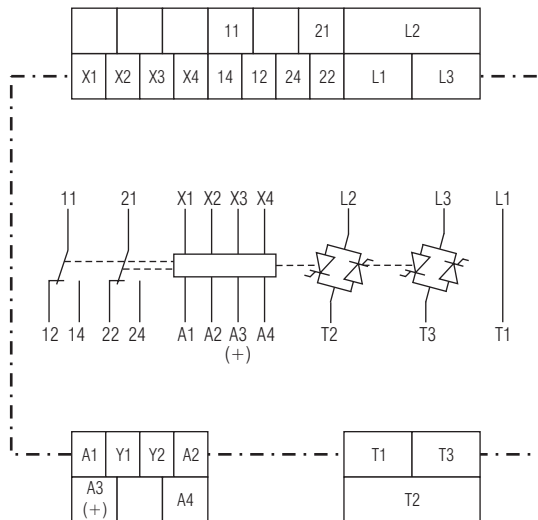 11 21 L2
X1 X2 X3 X4 14 12 24 22 L1 L3
11 21 X1 X2 X3 X4 L2 L3 L1
12 14 22 24 A1 A2 A3 A4 T2 T3 T1
(+)
A1 Y1 Y2 A2 T1 T3
A3 A4 T2
(+)